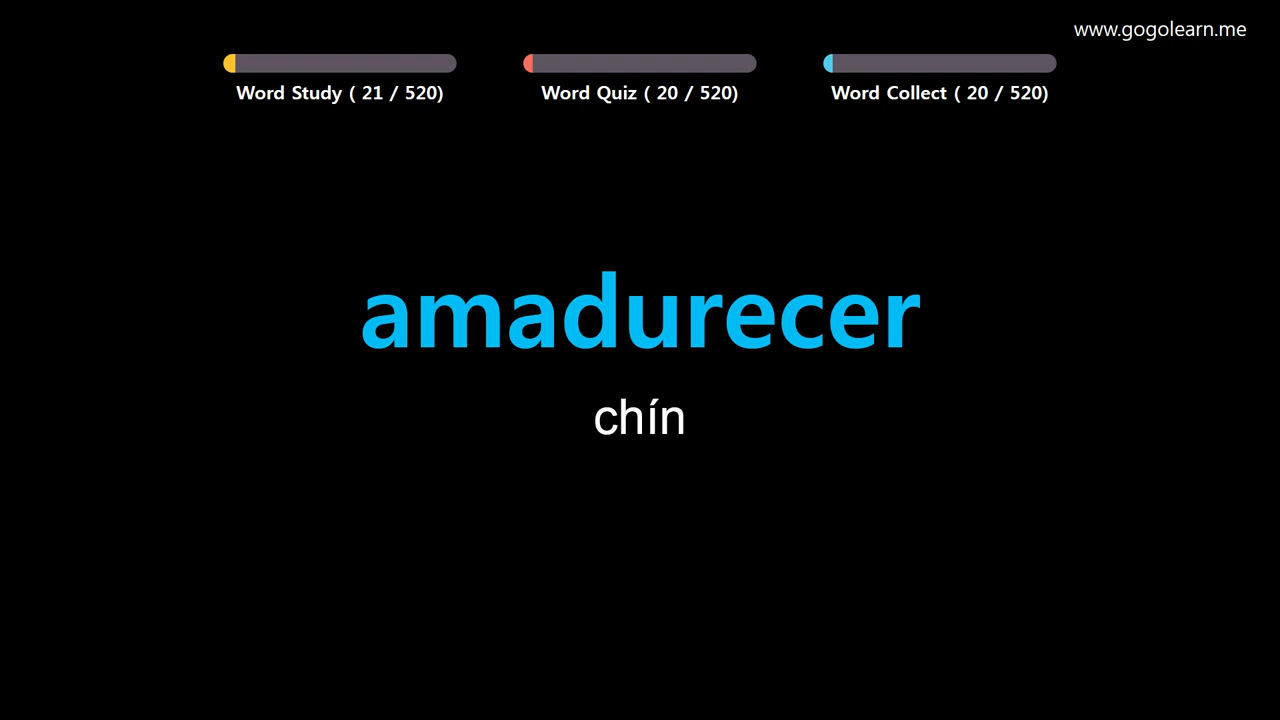 www.gogolearn.me
Word Study ( 21 / 520)
Word Quiz ( 20 / 520)
Word Collect ( 20 / 520)
amadurecer
chín